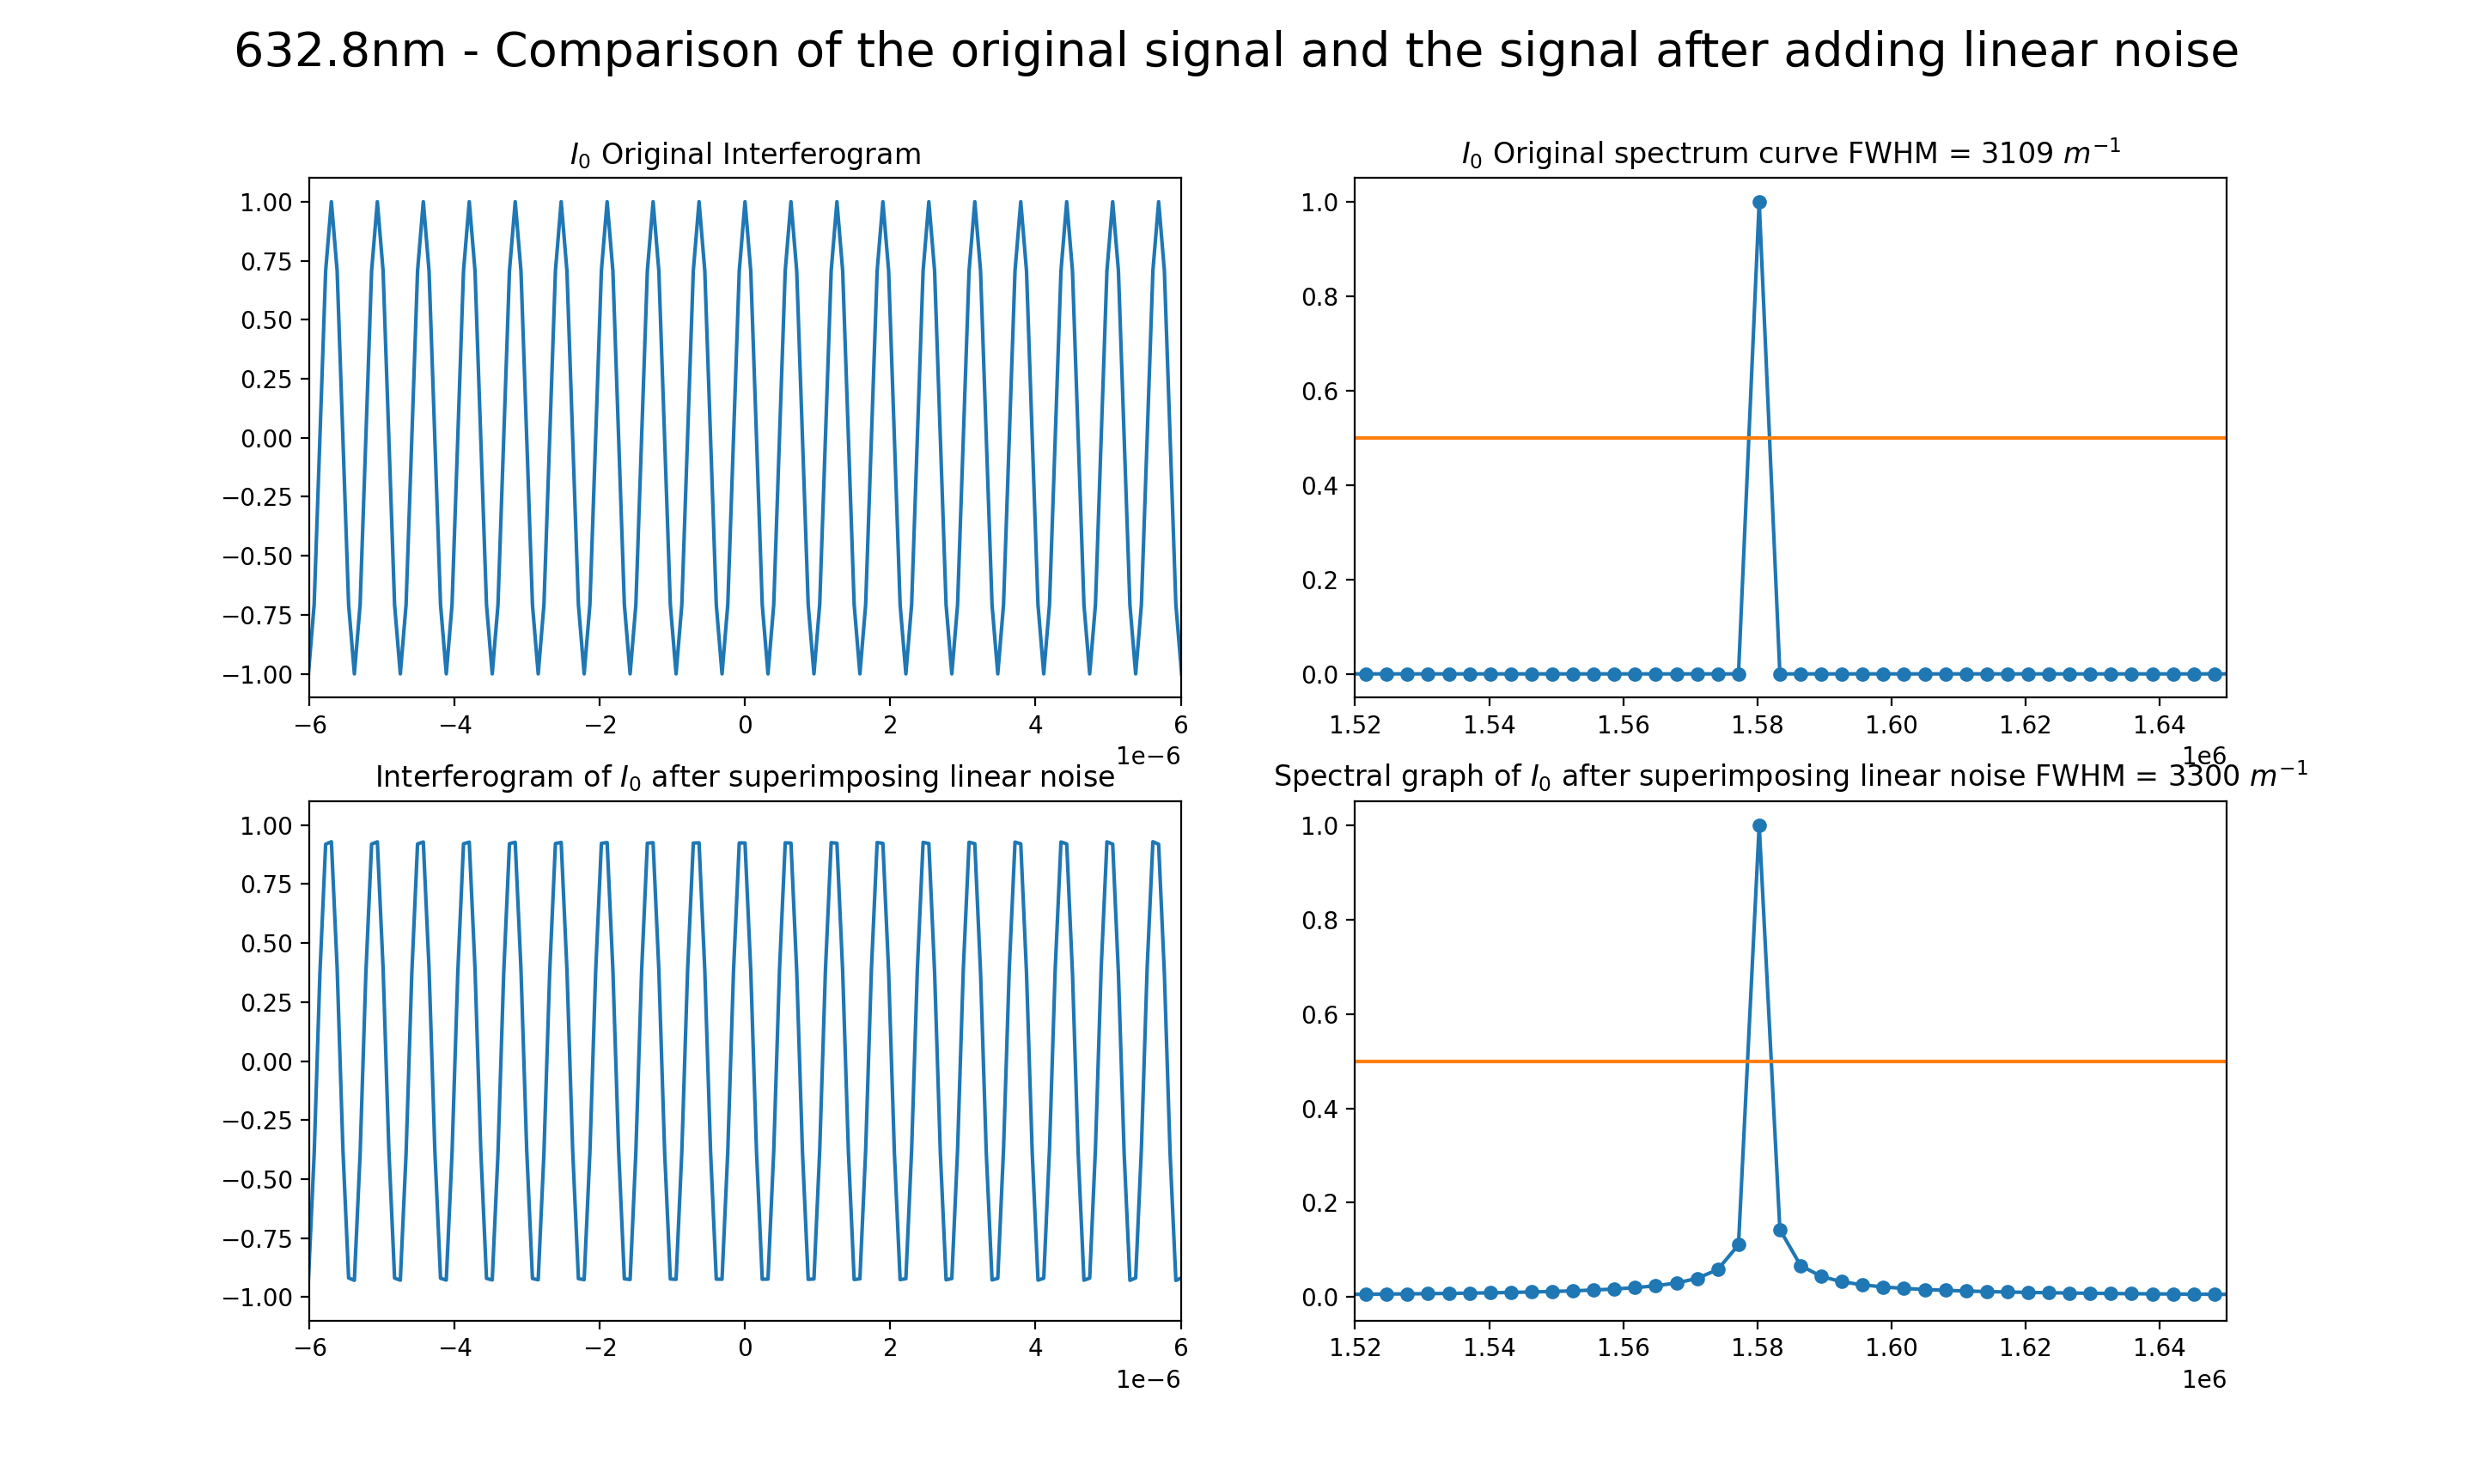 632.8nm - Comparison of the original signal and the signal after adding linear noise
I₀ Original Interferogram
1.00
0.75
0.50
0.25
0.00
−0.25
−0.50
−0.75
−1.00
−6 −4 −2 0 2 4 6
1e−6
I₀ Original spectrum curve FWHM = 3109 m⁻¹
1.0
0.8
0.6
0.4
0.2
0.0
1.52 1.54 1.56 1.58 1.60 1.62 1.64
1e6
Interferogram of I₀ after superimposing linear noise
1.00
0.75
0.50
0.25
0.00
−0.25
−0.50
−0.75
−1.00
−6 −4 −2 0 2 4 6
1e−6
Spectral graph of I₀ after superimposing linear noise FWHM = 3300 m⁻¹
1.0
0.8
0.6
0.4
0.2
0.0
1.52 1.54 1.56 1.58 1.60 1.62 1.64
1e6